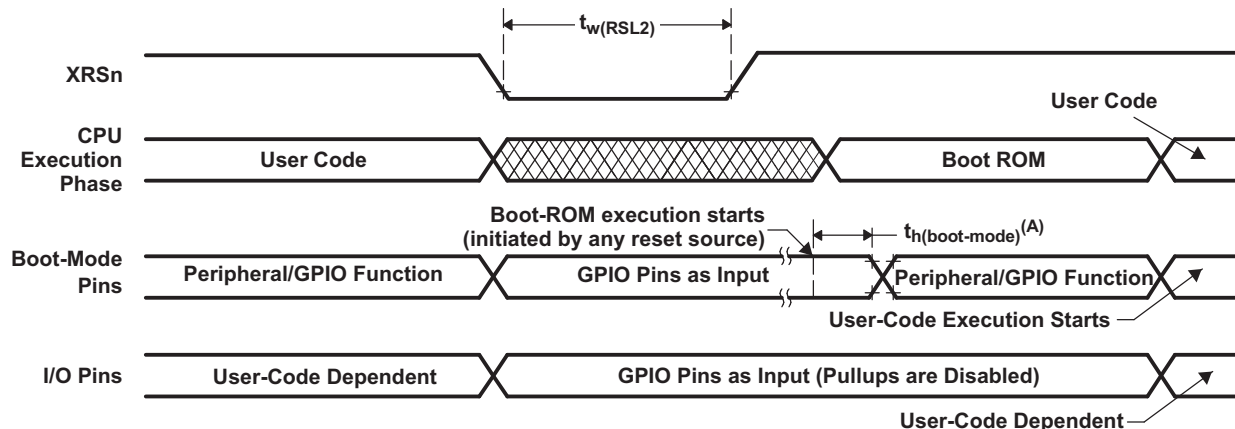 tw(RSL2)
XRSn
User Code
CPU
Execution
Phase
User Code
Boot ROM
Boot-ROM execution starts
(initiated by any reset source)
th(boot-mode)(A)
Boot-Mode
Pins
Peripheral/GPIO Function
GPIO Pins as Input
Peripheral/GPIO Function
User-Code Execution Starts
I/O Pins
User-Code Dependent
GPIO Pins as Input (Pullups are Disabled)
User-Code Dependent